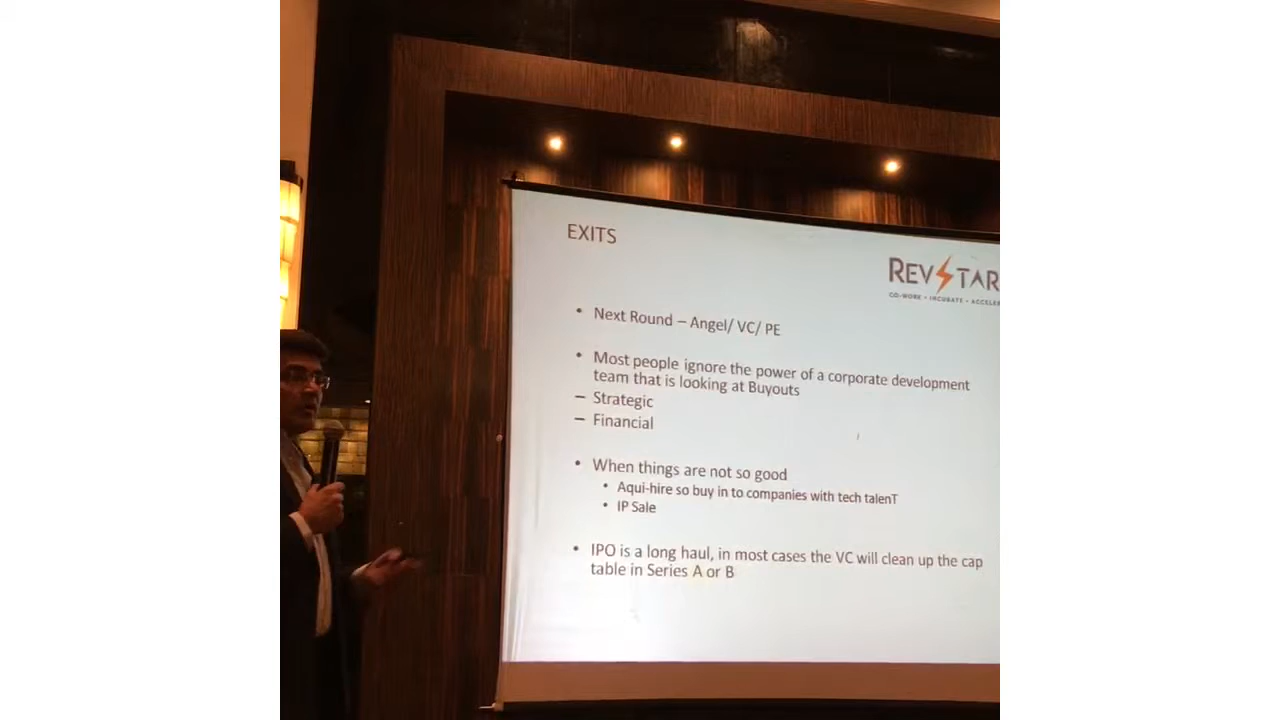 EXITS
REVSTAR
CO-WORK • INCUBATE • ACCELER
• Next Round – Angel/ VC/ PE
• Most people ignore the power of a corporate development
team that is looking at Buyouts
– Strategic
– Financial
• When things are not so good
• Aqui-hire so buy in to companies with tech talenT
• IP Sale
• IPO is a long haul, in most cases the VC will clean up the cap
table in Series A or B